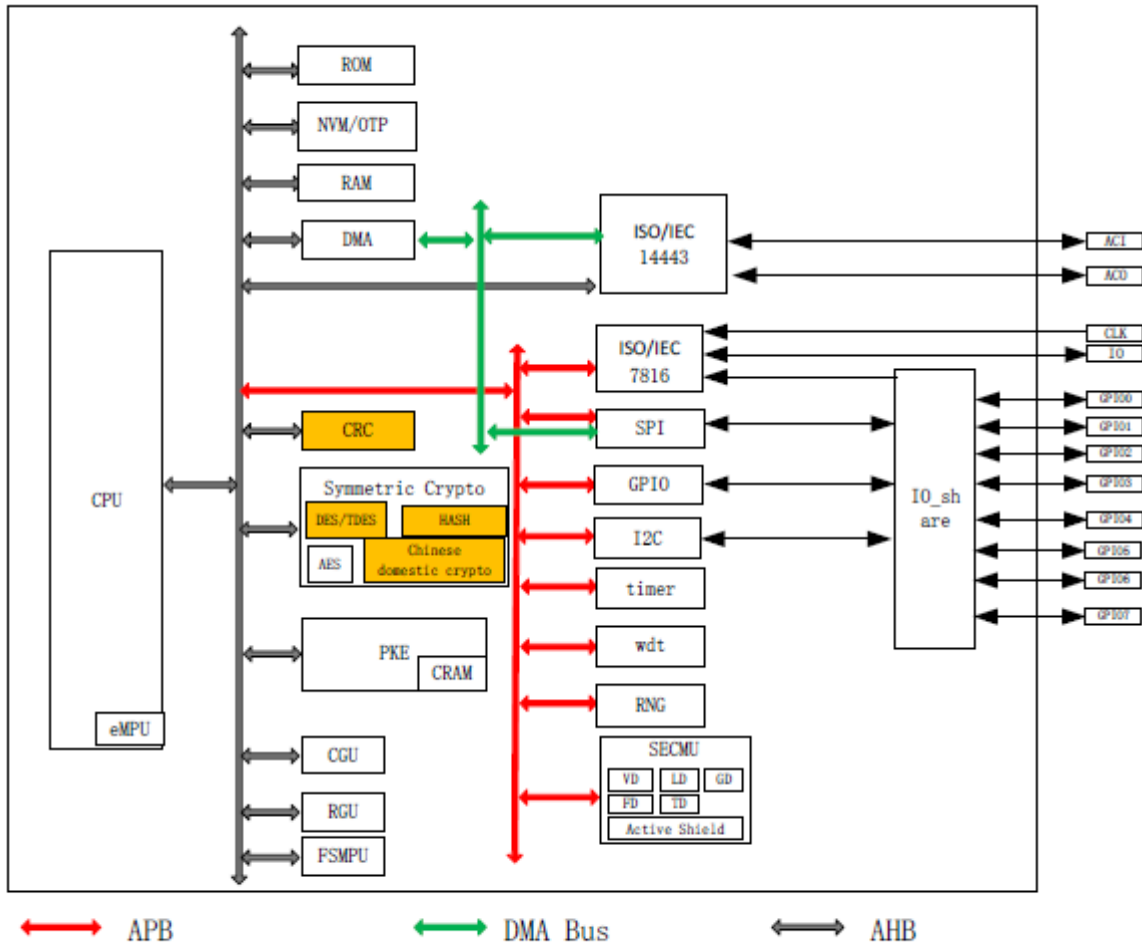 ROM
NVM/OTP
RAM
DMA
ISO/IEC
14443
ACI
ACO
CLK
IO
ISO/IEC
7816
CRC
SPI
GPIO
I2C
timer
wdt
RNG
CPU
eMPU
Symmetric Crypto
DES/TDES
HASH
AES
Chinese
domestic crypto
PKE
CRAM
CGU
RGU
FSMPU
SECMU
VD
LD
GD
FD
TD
Active Shield
IO_sh
are
GPIO0
GPIO1
GPIO2
GPIO3
GPIO4
GPIO5
GPIO6
GPIO7
APB
DMA Bus
AHB